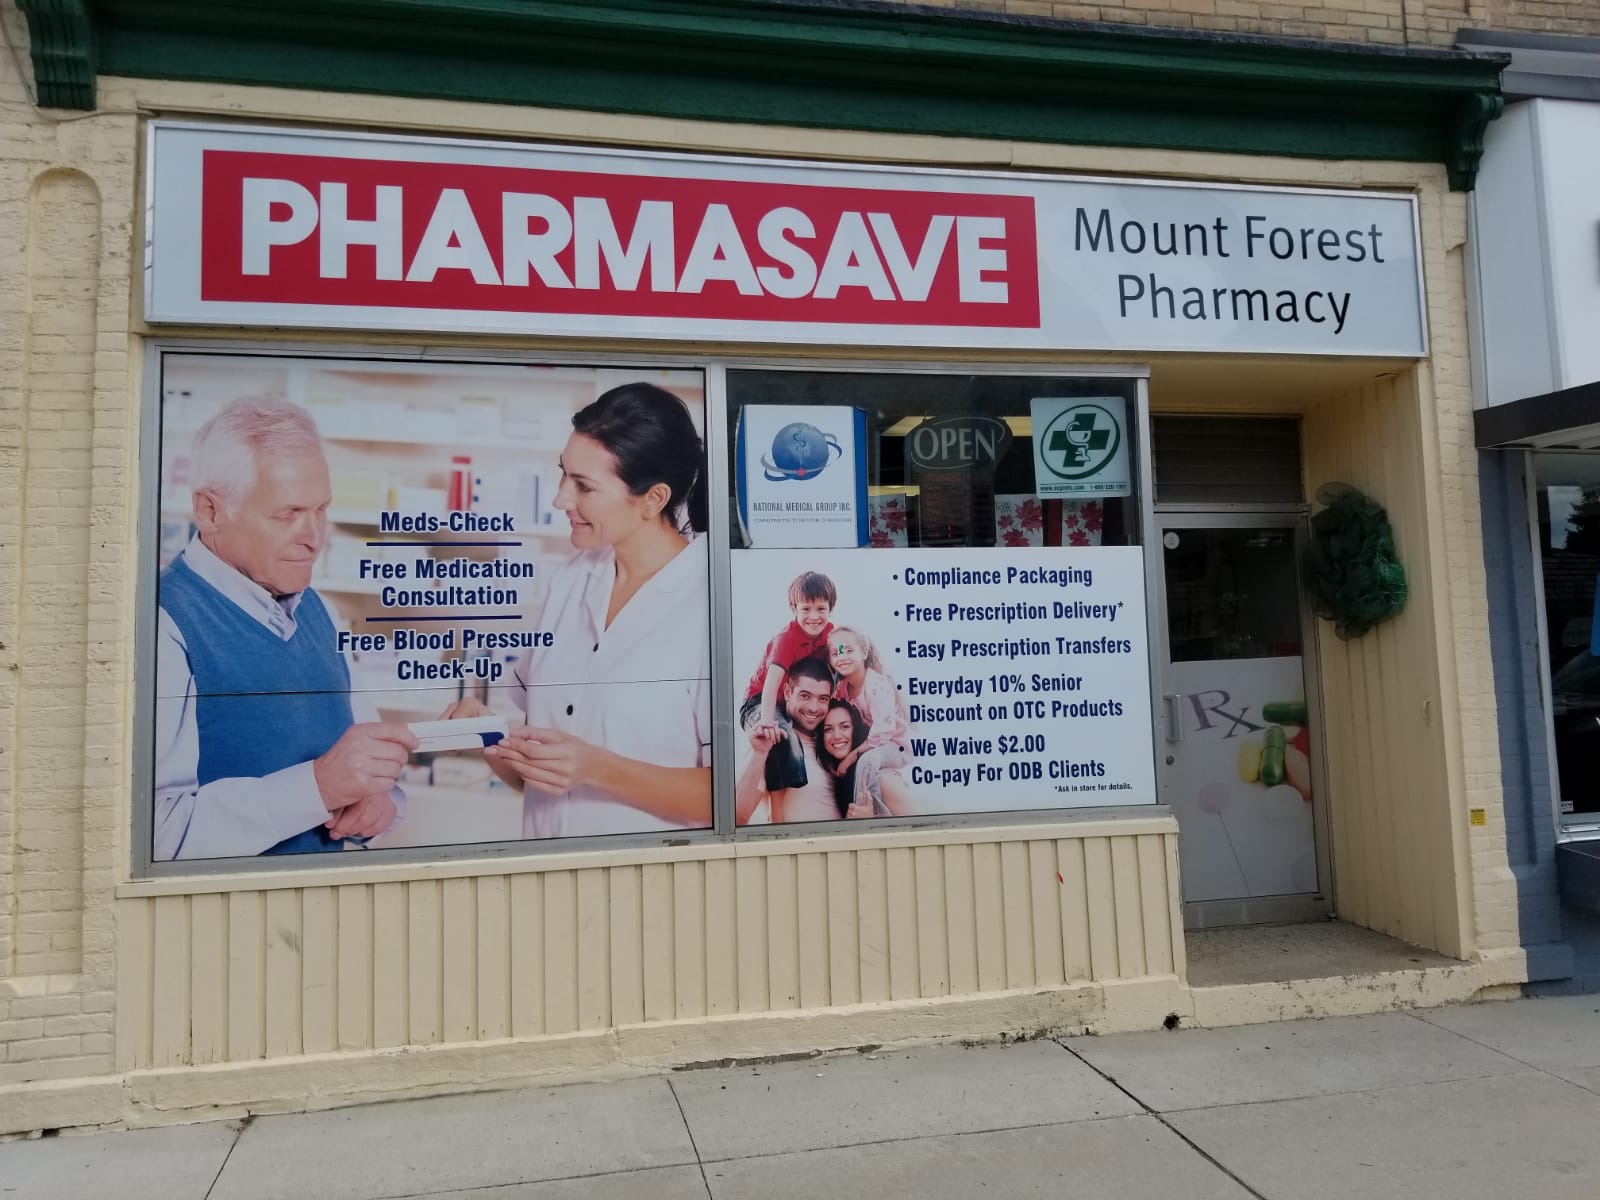 PHARMASAVE
Mount Forest
Pharmacy
Meds-Check
Free Medication
Consultation
Free Blood Pressure
Check-Up
NATIONAL MEDICAL GROUP INC.
OPEN
• Compliance Packaging
• Free Prescription Delivery*
• Easy Prescription Transfers
• Everyday 10% Senior
Discount on OTC Products
• We Waive $2.00
Co-pay For ODB Clients
*Ask in store for details.
Rx